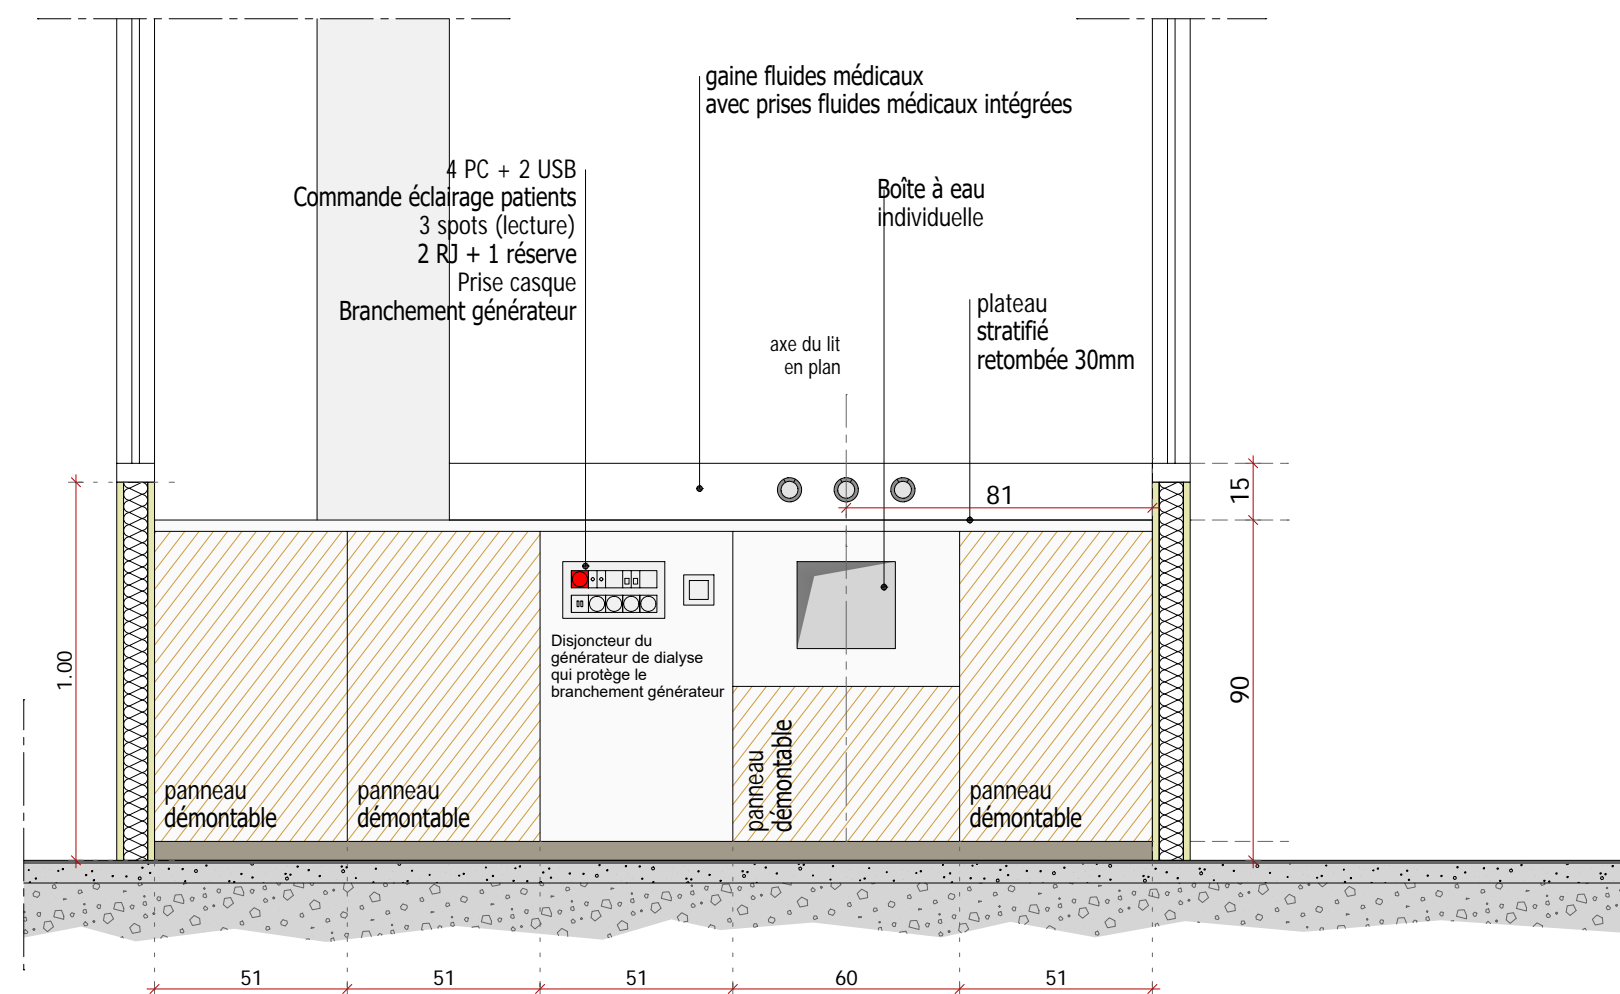 gaine fluides médicaux
avec prises fluides médicaux intégrées
4 PC + 2 USB
Commande éclairage patients
3 spots (lecture)
2 RJ + 1 réserve
Prise casque
Branchement générateur
Boîte à eau
individuelle
plateau
stratifié
retombée 30mm
axe du lit
en plan
81
15
90
1.00
Disjoncteur du
générateur de dialyse
qui protège le
branchement générateur
panneau
démontable
panneau
démontable
panneau
démontable
panneau
démontable
51
51
51
60
51